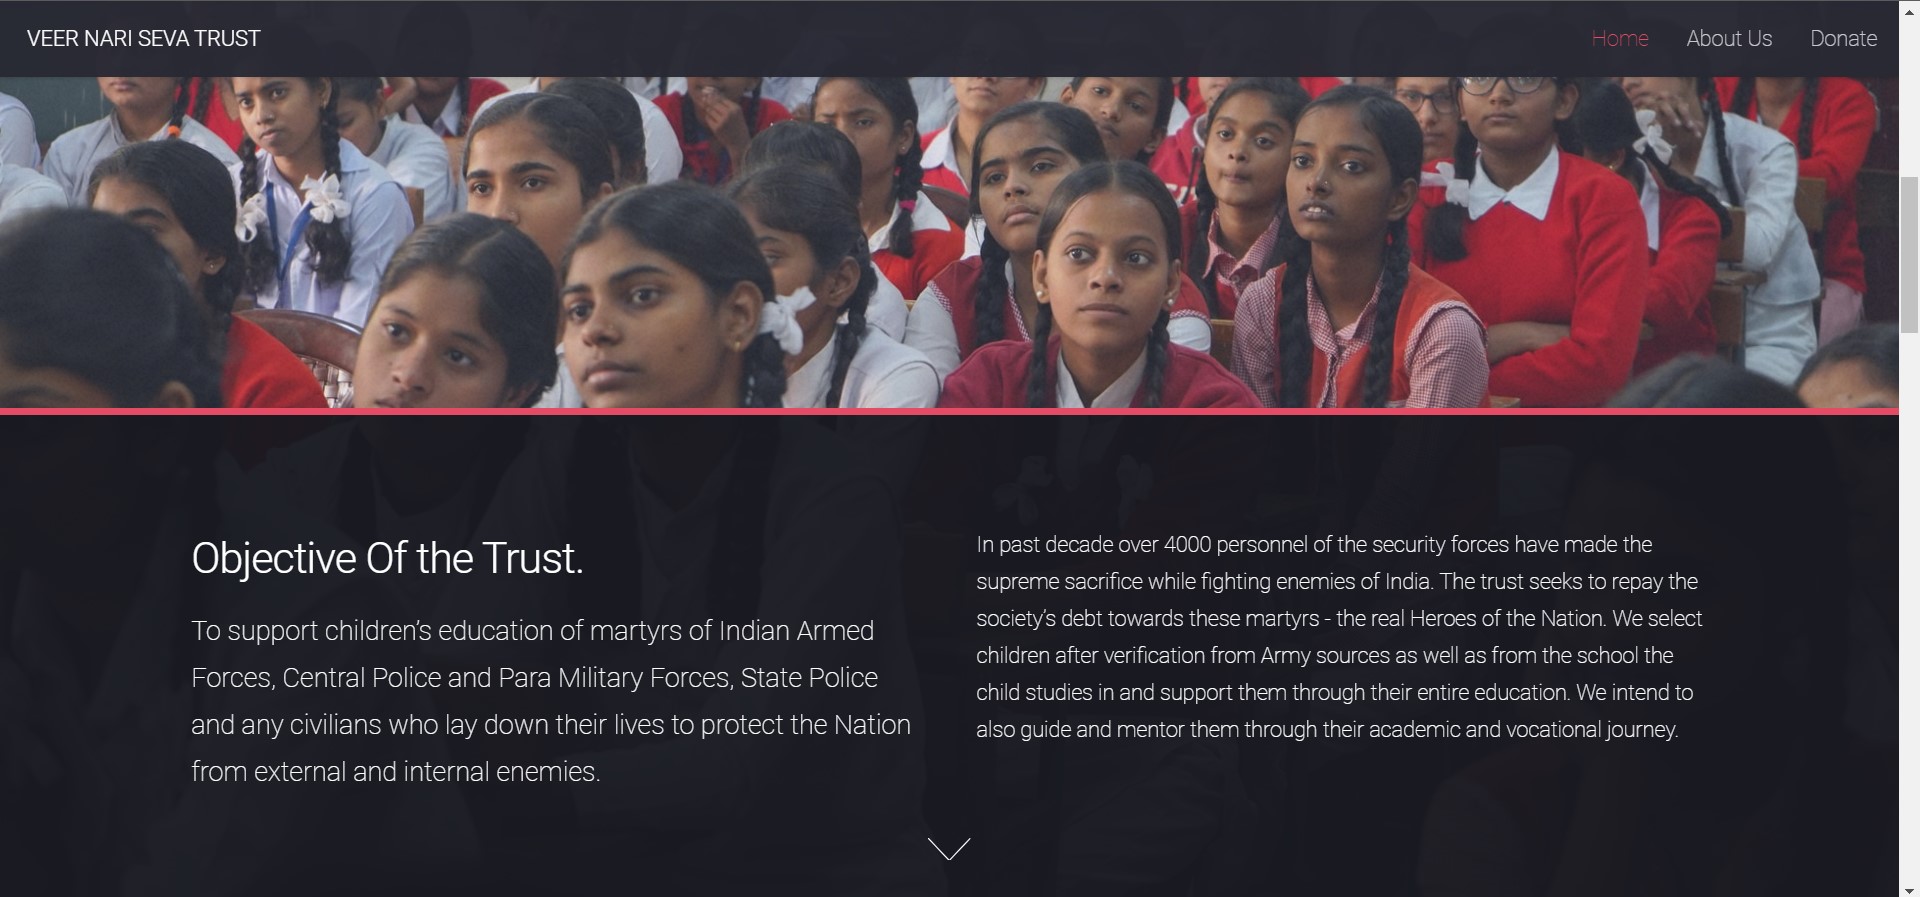 VEER NARI SEVA TRUST
Home
About Us
Donate
Objective Of the Trust.
To support children’s education of martyrs of Indian Armed
Forces, Central Police and Para Military Forces, State Police
and any civilians who lay down their lives to protect the Nation
from external and internal enemies.
In past decade over 4000 personnel of the security forces have made the
supreme sacrifice while fighting enemies of India. The trust seeks to repay the
society’s debt towards these martyrs - the real Heroes of the Nation. We select
children after verification from Army sources as well as from the school the
child studies in and support them through their entire education. We intend to
also guide and mentor them through their academic and vocational journey.